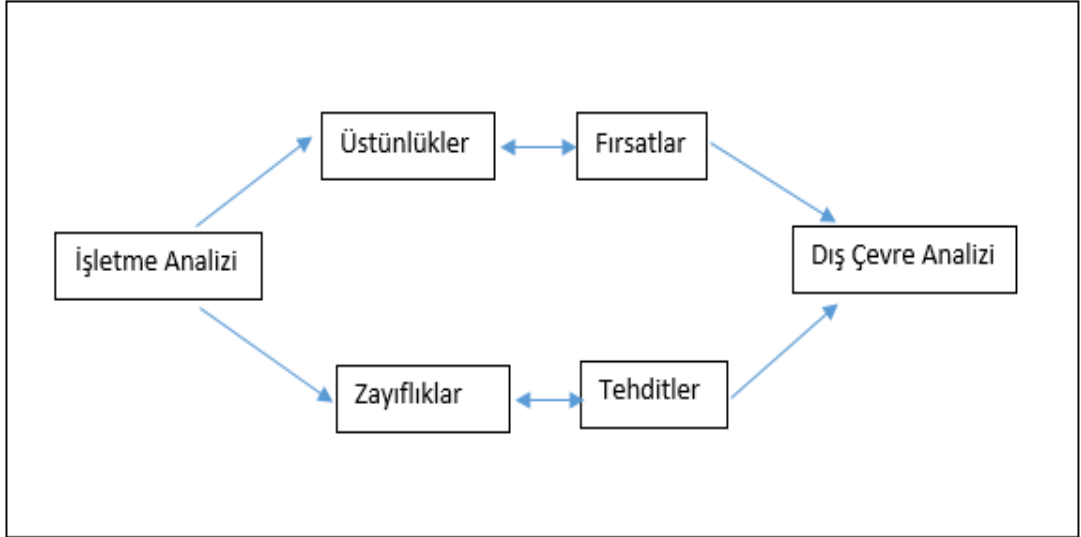 Üstünlükler
Fırsatlar
İşletme Analizi
Dış Çevre Analizi
Zayıflıklar
Tehditler